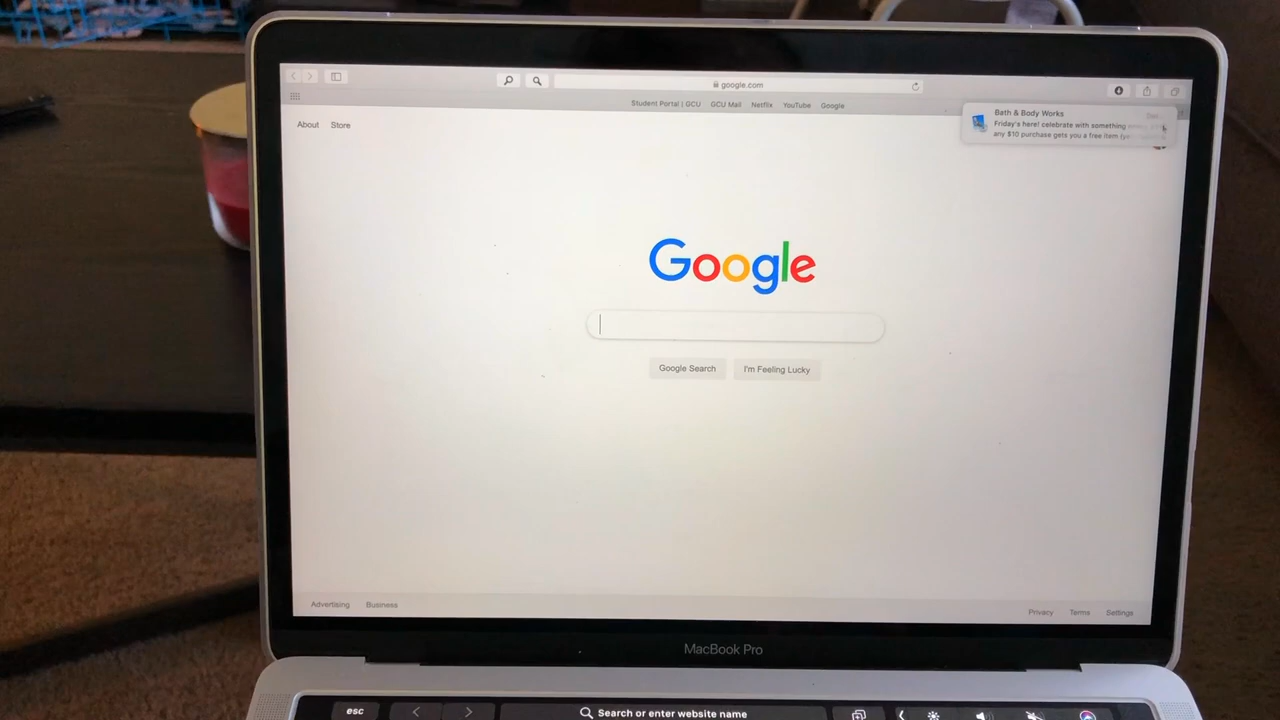 google.com
Student Portal | GCU GCU Mail Netflix YouTube Google
Bath & Body Works
Friday's here! celebrate with something
any $10 purchase gets you a free item
About Store
Google
Google Search I'm Feeling Lucky
Advertising Business
Privacy Terms Settings
MacBook Pro
esc
Search or enter website name